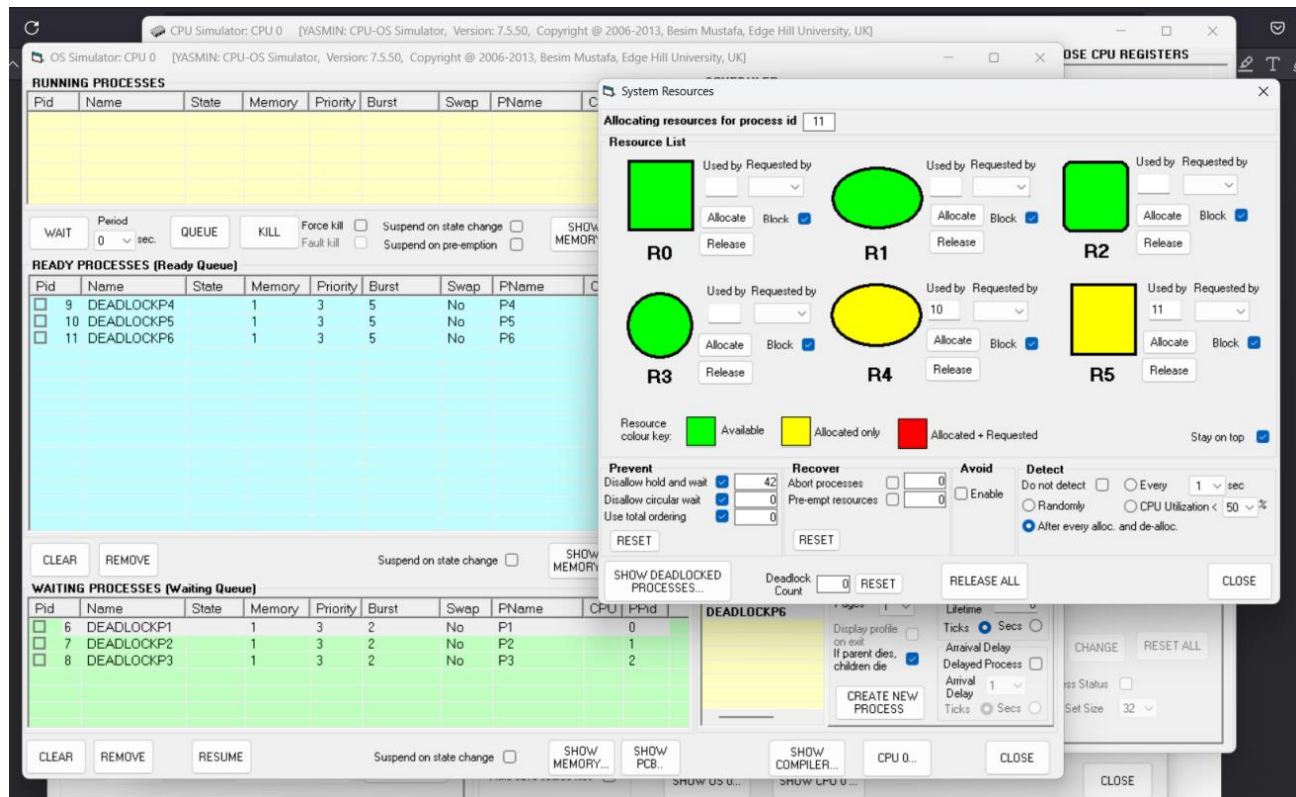 CPU Simulator: CPU 0 [YASMIN: CPU-OS Simulator, Version: 7.5.50, Copyright @ 2006-2013, Besim Mustafa, Edge Hill University, UK]
OS Simulator: CPU 0 [YASMIN: CPU-OS Simulator, Version: 7.5.50, Copyright @ 2006-2013, Besim Mustafa, Edge Hill University, UK]
OSE CPU REGISTERS
RUNNING PROCESSES
Pid Name State Memory Priority Burst Swap PName C
WAIT
Period
0 sec.
QUEUE
KILL
Force kill
Fault kill
Suspend on state change
Suspend on pre-emption
SHOW
MEMOR
READY PROCESSES (Ready Queue)
Pid Name State Memory Priority Burst Swap PName C
9 DEADLOCKP4 1 3 5 No P4
10 DEADLOCKP5 1 3 5 No P5
11 DEADLOCKP6 1 3 5 No P6
CLEAR
REMOVE
Suspend on state change
SHOW
MEMORY
WAITING PROCESSES (Waiting Queue)
Pid Name State Memory Priority Burst Swap PName CPU PPid
6 DEADLOCKP1 1 3 2 No P1 0
7 DEADLOCKP2 1 3 2 No P2 1
8 DEADLOCKP3 1 3 2 No P3 2
CLEAR
REMOVE
RESUME
Suspend on state change
SHOW
MEMORY...
SHOW
PCB..
SHOW
COMPILER...
CPU 0...
CLOSE
System Resources
Allocating resources for process id 11
Resource List
Used by Requested by
Allocate Block
Release
R0
Used by Requested by
Allocate Block
Release
R1
Used by Requested by
Allocate Block
Release
R2
Used by Requested by
Allocate Block
Release
R3
Used by Requested by
10
Allocate Block
Release
R4
Used by Requested by
11
Allocate Block
Release
R5
Resource
colour key:
Available
Allocated only
Allocated + Requested
Stay on top
Prevent
Disallow hold and wait 42
Disallow circular wait 0
Use total ordering 0
RESET
Recover
Abort processes 0
Pre-empt resources 0
RESET
Avoid
Enable
Detect
Do not detect Every 1 sec
Randomly CPU Utilization < 50 %
After every alloc. and de-alloc.
SHOW DEADLOCKED
PROCESSES...
Deadlock
Count 0 RESET
RELEASE ALL
CLOSE
DEADLOCKP6
Pages 1
Display profile
on exit
If parent dies,
children die
CREATE NEW
PROCESS
Lifetime 0
Ticks Secs
Arraival Delay
Delayed Process
Arrival
Delay 1
Ticks Secs
CHANGE
RESET ALL
ess Status
Set Size 32
SHOW OS 0...
SHOW CPU 0...
CLOSE